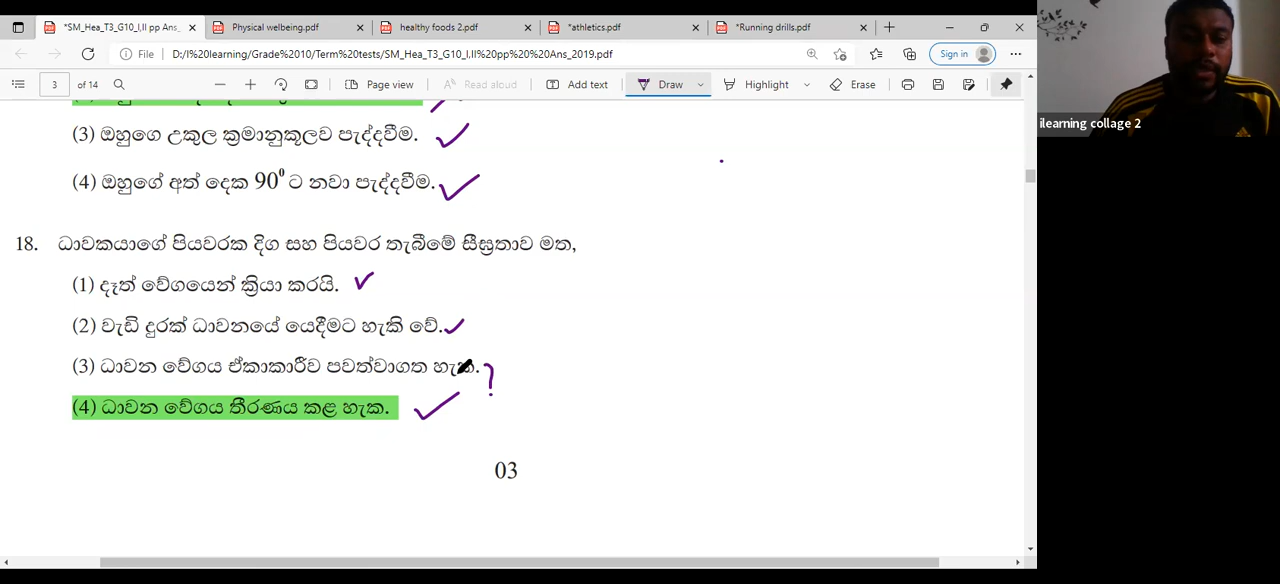 *SM_Hea_T3_G10_I,II pp Ans_
Physical welbeing.pdf
healthy foods 2.pdf
*athletics.pdf
*Running drills.pdf
File
D:/I%20learning/Grade%2010/Term%20tests/SM_Hea_T3_G10_I,II%20pp%20%20Ans_2019.pdf
Sign in
3 of 14
Page view
Read aloud
Add text
Draw
Highlight
Erase
(3) ඔහුගෙ උකුල ක්‍රමානුකූලව පැද්දවීම.
(4) ඔහුගේ අත් දෙක 90⁰ ට නවා පැද්දවීම.
18. ධාවකයාගේ පියවරක දිග සහ පියවර තැබීමේ සීඝ්‍රතාව මත,
(1) දෑත් වේගයෙන් ක්‍රියා කරයි.
(2) වැඩි දුරක් ධාවනයේ යෙදීමට හැකි වේ.
(3) ධාවන වේගය ඒකාකාරීව පවත්වාගත හැක. ?
(4) ධාවන වේගය තීරණය කළ හැක.
03
ilearning collage 2